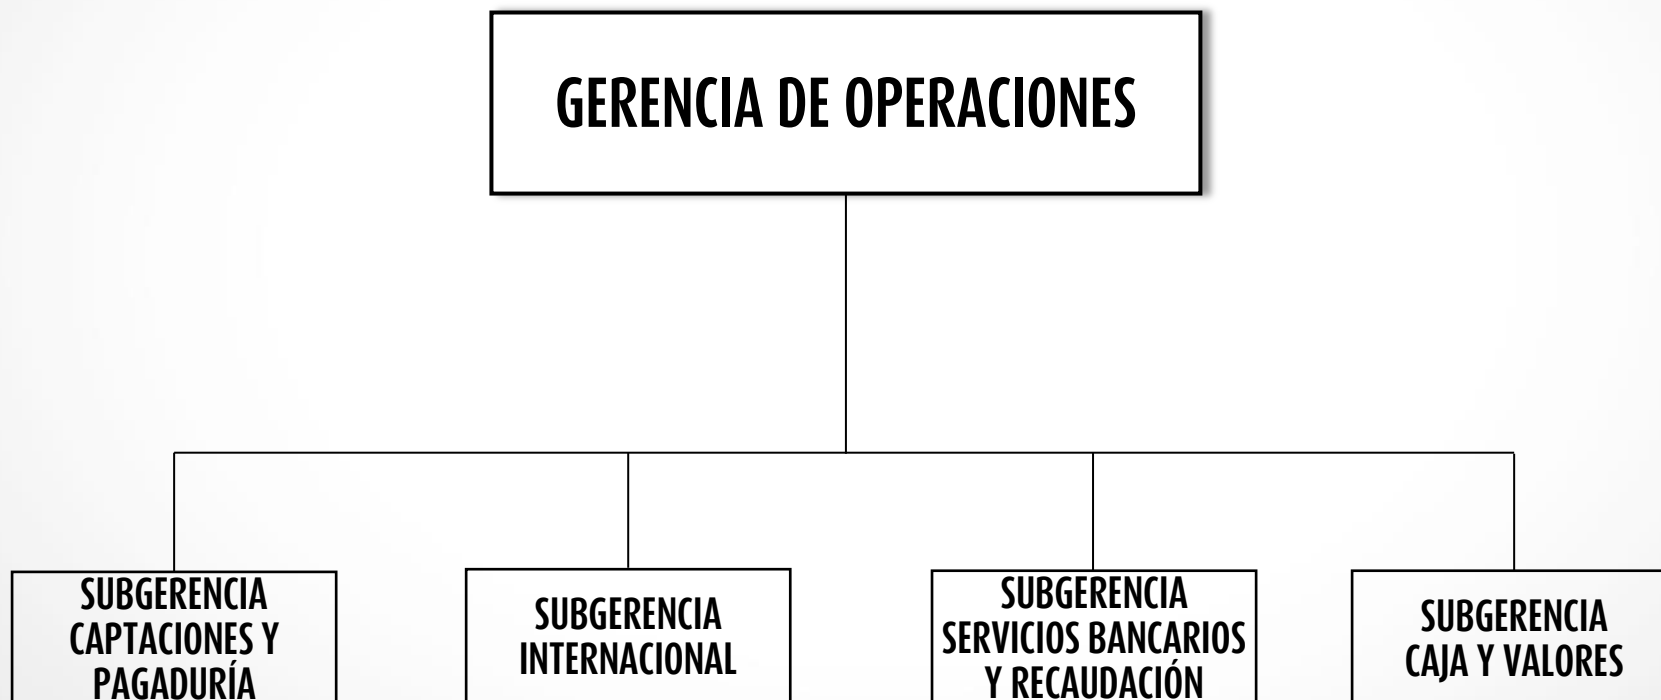 GERENCIA DE OPERACIONES
SUBGERENCIA
CAPTACIONES Y
PAGADURÍA
SUBGERENCIA
INTERNACIONAL
SUBGERENCIA
SERVICIOS BANCARIOS
Y RECAUDACIÓN
SUBGERENCIA
CAJA Y VALORES